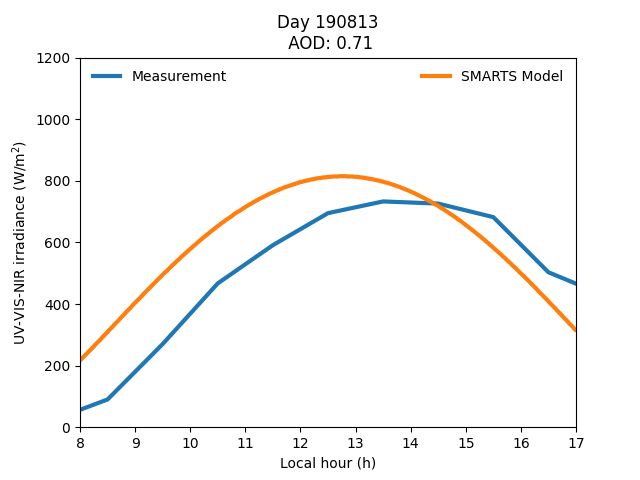 Day 190813
AOD: 0.71
Measurement
SMARTS Model
UV-VIS-NIR irradiance (W/m²)
1200
1000
800
600
400
200
0
8 9 10 11 12 13 14 15 16 17
Local hour (h)